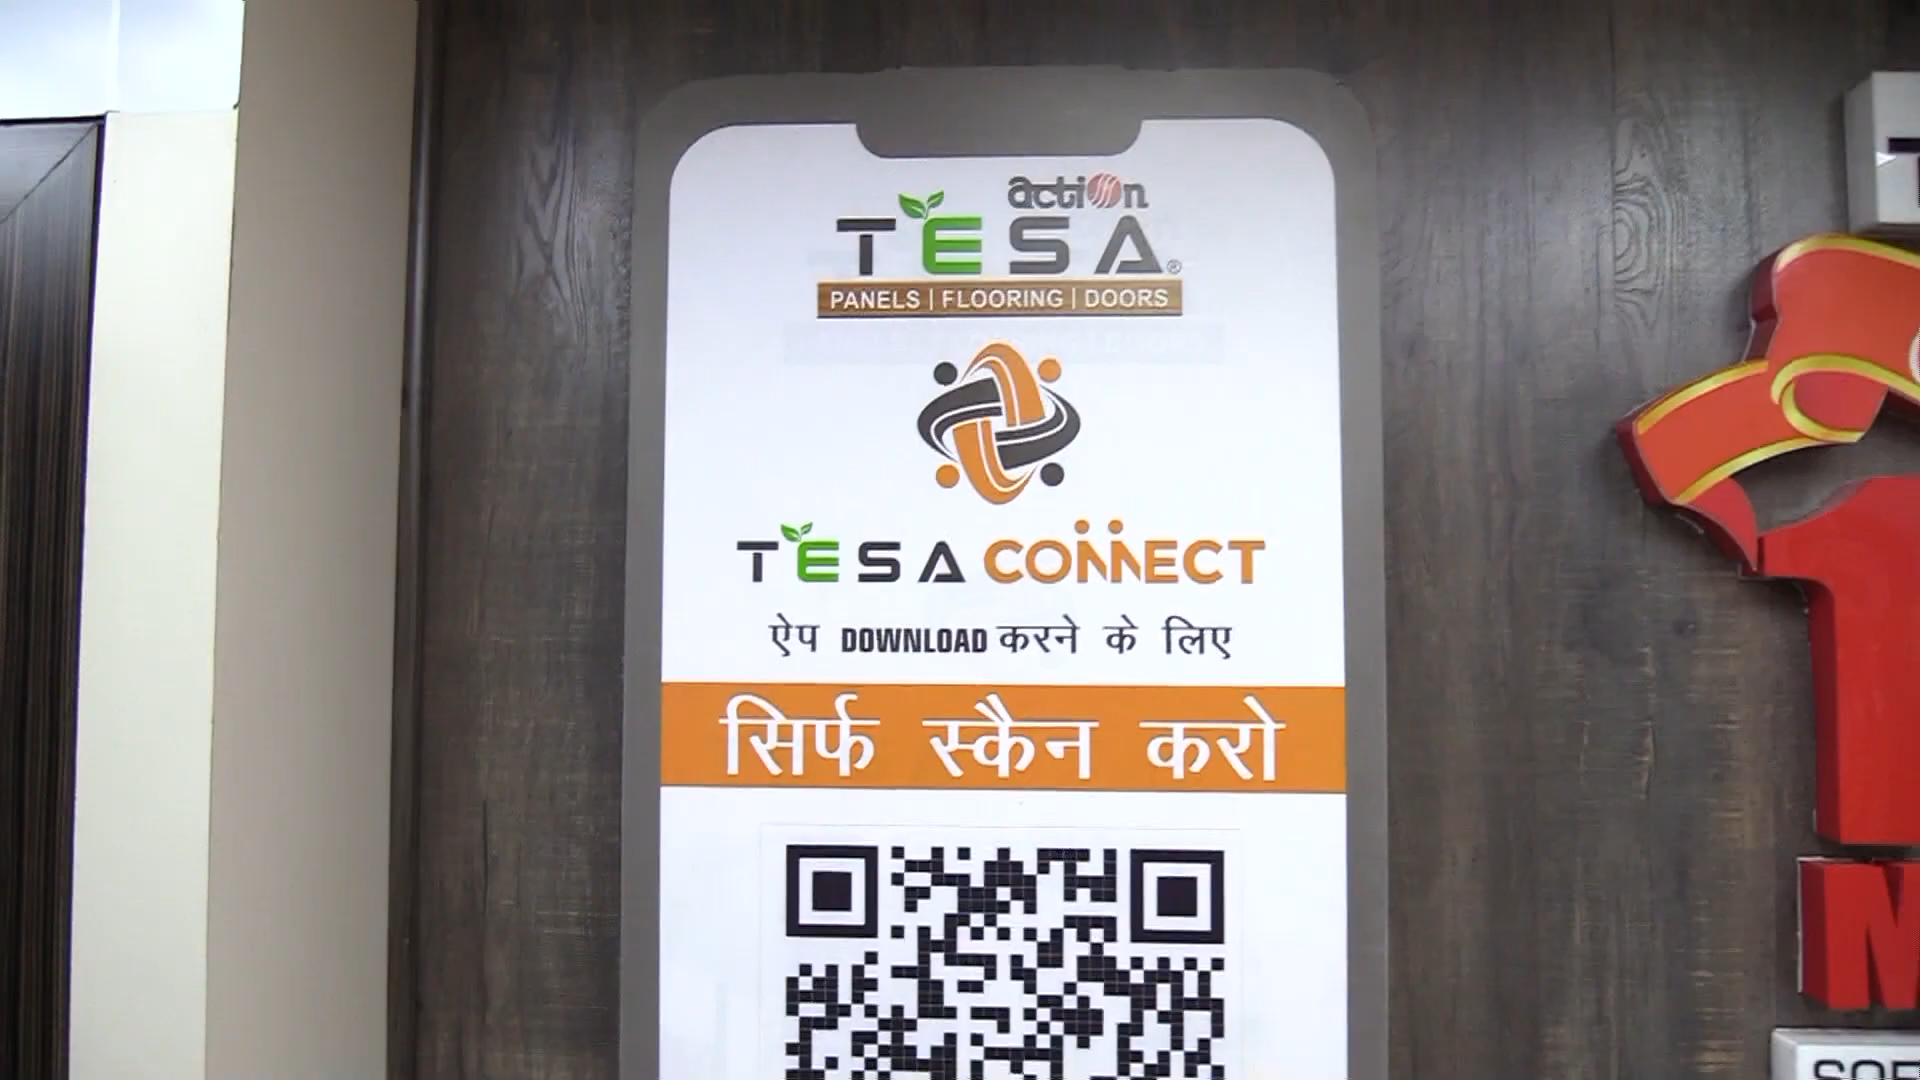 action
TESA®
PANELS | FLOORING | DOORS
TESA CONNECT
ऐप DOWNLOAD करने के लिए
सिर्फ स्कैन करो